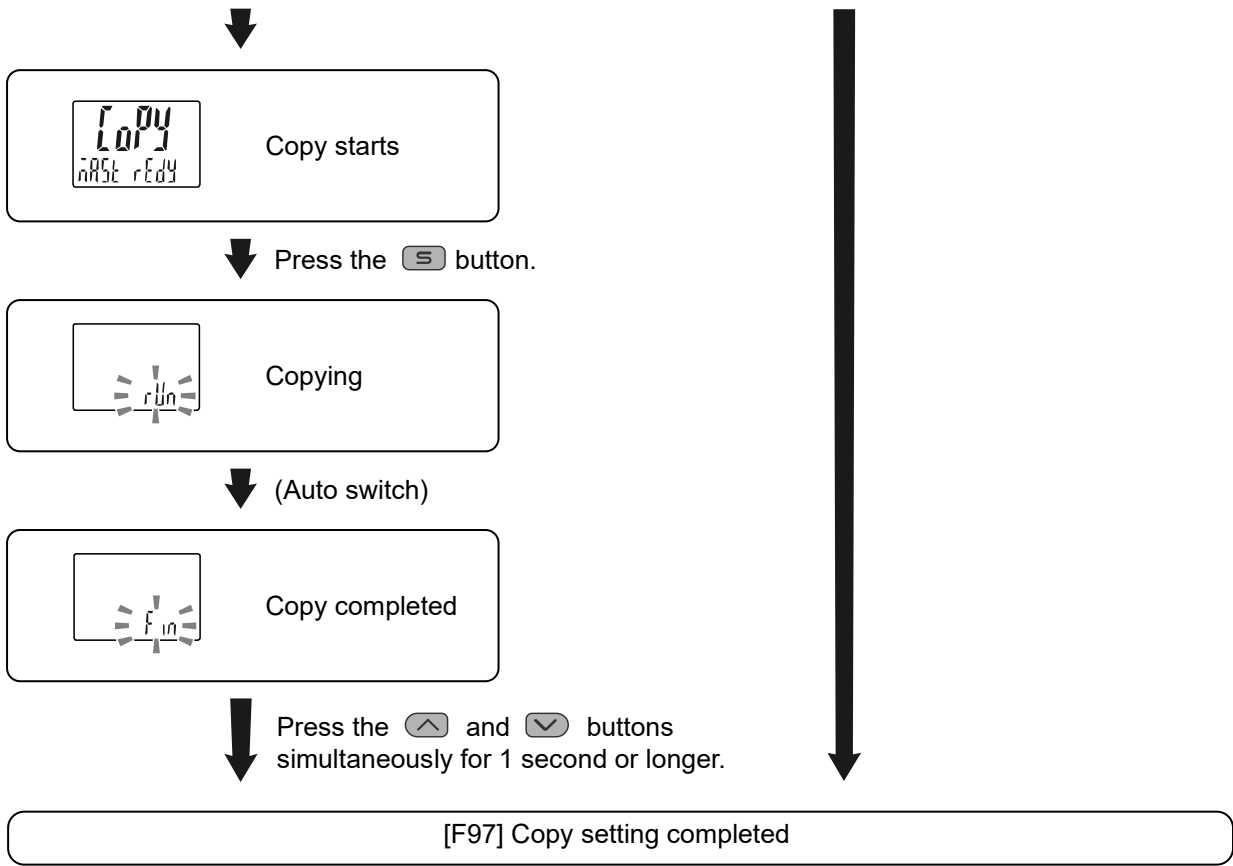 CoPy
mASt rEdy
Copy starts
Press the S button.
rUn
Copying
(Auto switch)
Fin
Copy completed
Press the and buttons
simultaneously for 1 second or longer.
[F97] Copy setting completed